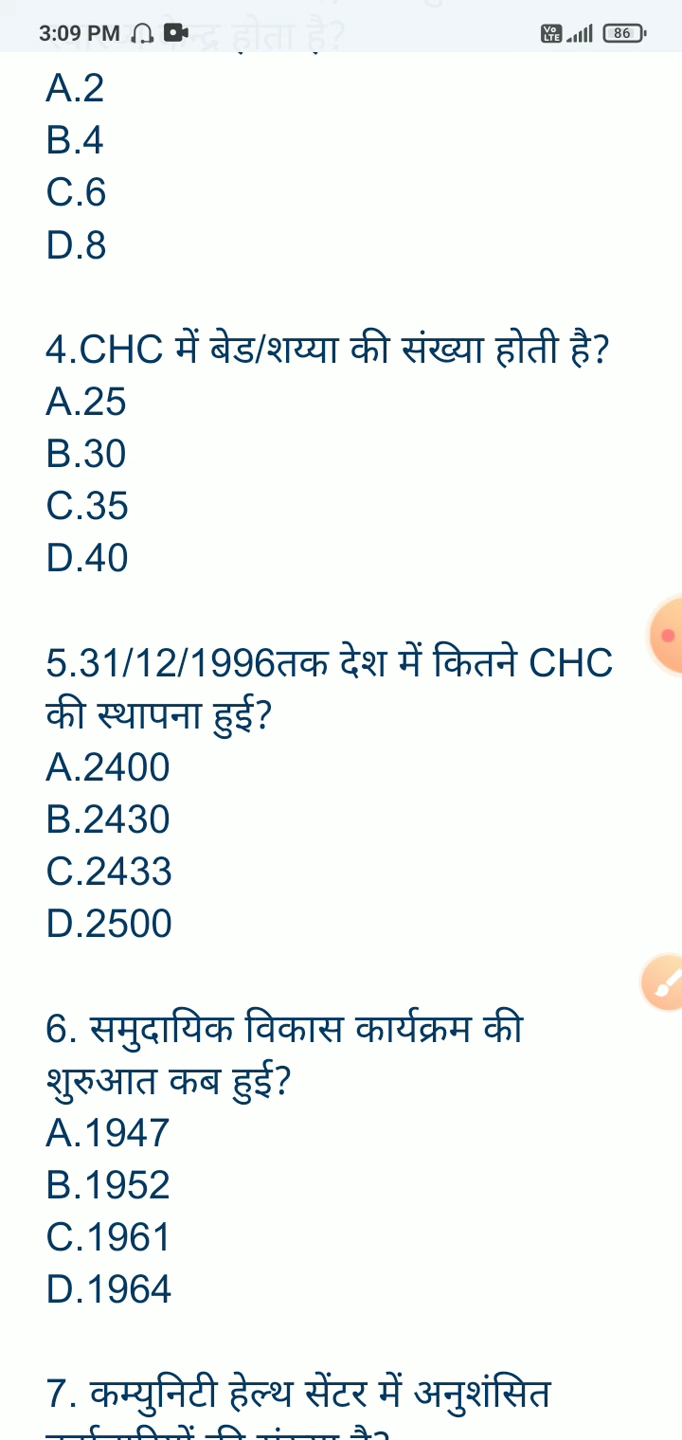 3:09 PM
Vo LTE
86
केन्द्र होता है?
A.2
B.4
C.6
D.8
4.CHC में बेड/शय्या की संख्या होती है?
A.25
B.30
C.35
D.40
5.31/12/1996तक देश में कितने CHC
की स्थापना हुई?
A.2400
B.2430
C.2433
D.2500
6. समुदायिक विकास कार्यक्रम की
शुरुआत कब हुई?
A.1947
B.1952
C.1961
D.1964
7. कम्युनिटी हेल्थ सेंटर में अनुशंसित